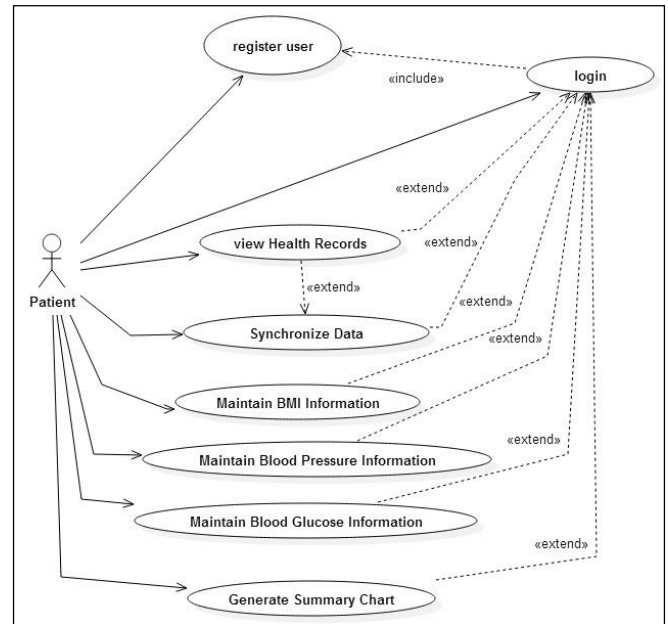 register user
login
«include»
«extend»
view Health Records
«extend»
«extend»
Patient
«extend»
Synchronize Data
«extend»
Maintain BMI Information
«extend»
Maintain Blood Pressure Information
Maintain Blood Glucose Information
«extend»
Generate Summary Chart